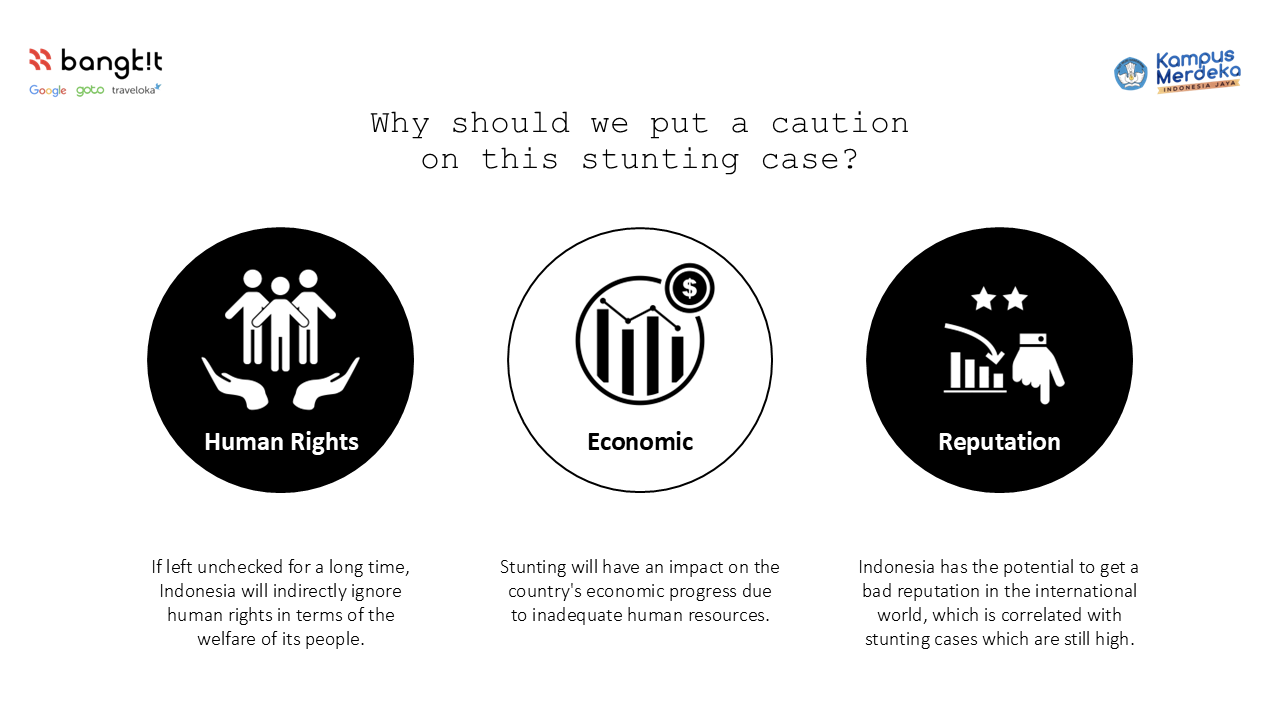 bangk!t
Google goto traveloka
Kampus
Merdeka
INDONESIA JAYA
Why should we put a caution
on this stunting case?
$
Human Rights
Economic
Reputation
If left unchecked for a long time,
Indonesia will indirectly ignore
human rights in terms of the
welfare of its people.
Stunting will have an impact on the
country's economic progress due
to inadequate human resources.
Indonesia has the potential to get a
bad reputation in the international
world, which is correlated with
stunting cases which are still high.